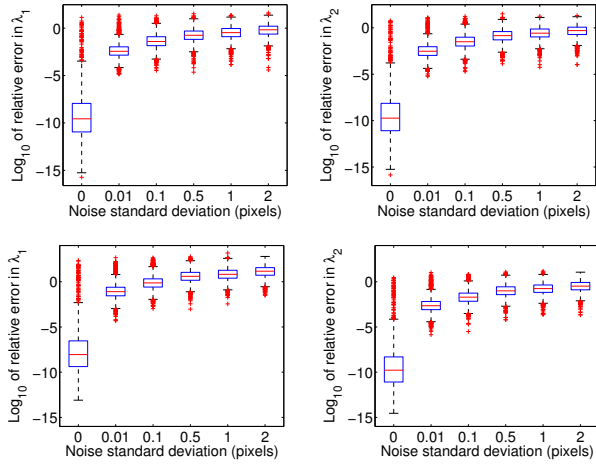 Log10 of relative error in λ1
0
−5
−10
−15
0 0.01 0.1 0.5 1 2
Noise standard deviation (pixels)
Log10 of relative error in λ2
0
−5
−10
−15
0 0.01 0.1 0.5 1 2
Noise standard deviation (pixels)
Log10 of relative error in λ1
0
−5
−10
−15
0 0.01 0.1 0.5 1 2
Noise standard deviation (pixels)
Log10 of relative error in λ2
0
−5
−10
−15
0 0.01 0.1 0.5 1 2
Noise standard deviation (pixels)